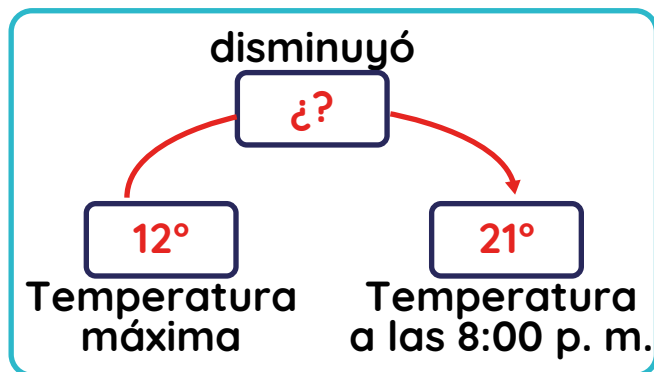 disminuyó
¿?
12°
21°
Temperatura
máxima
Temperatura
a las 8:00 p. m.